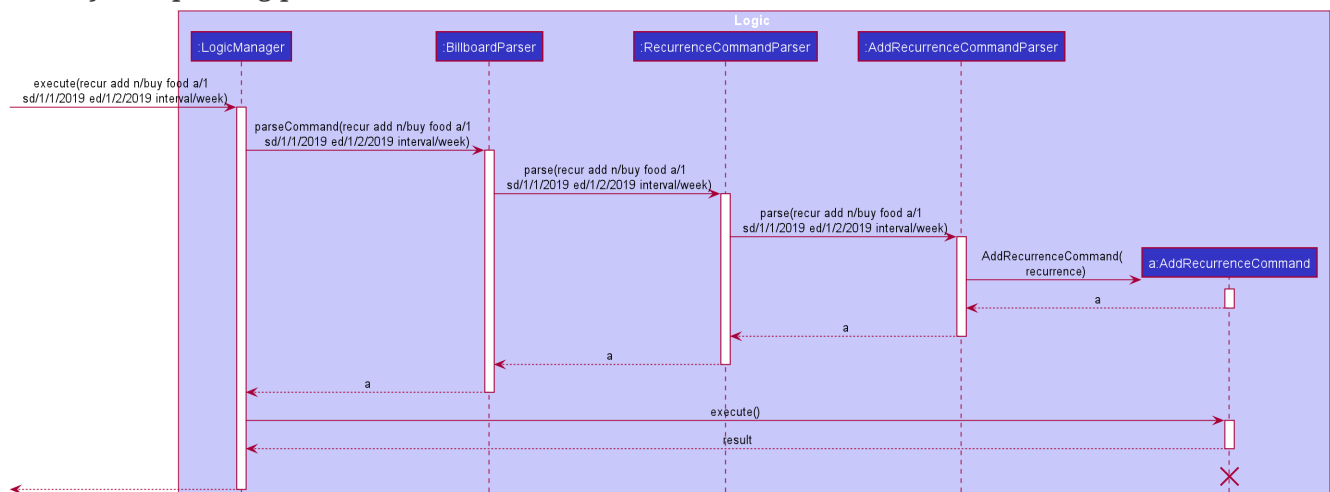 Logic
:LogicManager
:BillboardParser
:RecurrenceCommandParser
:AddRecurrenceCommandParser
execute(recur add n/buy food a/1
sd/1/1/2019 ed/1/2/2019 interval/week)
parseCommand(recur add n/buy food a/1
sd/1/1/2019 ed/1/2/2019 interval/week)
parse(recur add n/buy food a/1
sd/1/1/2019 ed/1/2/2019 interval/week)
parse(recur add n/buy food a/1
sd/1/1/2019 ed/1/2/2019 interval/week)
AddRecurrenceCommand(
recurrence)
a:AddRecurrenceCommand
a
a
a
a
execute()
result